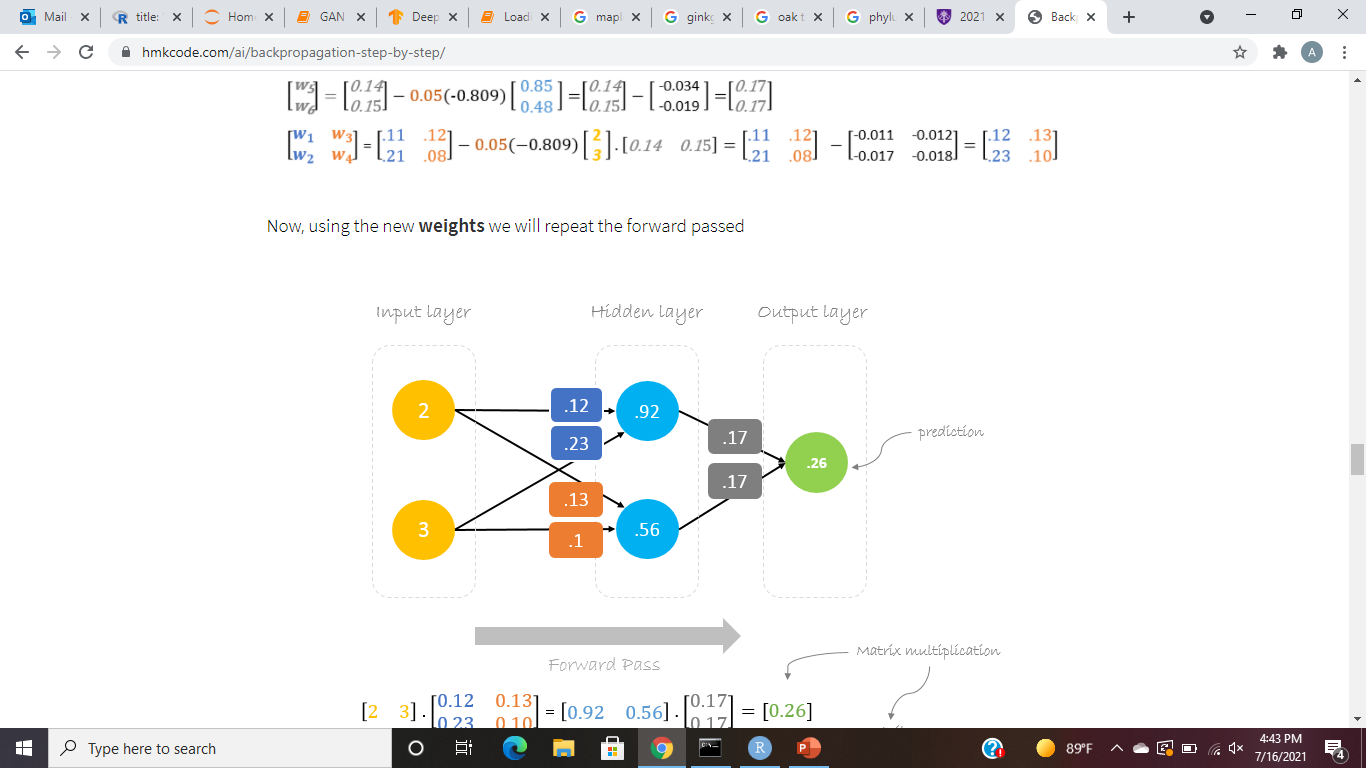 Mail
title:
Hom
GAN
Deep
Load
mapl
ginkg
oak t
phylu
2021
Back
hmkcode.com/ai/backpropagation-step-by-step/
A
[w5 w6] = [0.14 0.15] − 0.05(-0.809) [0.85 0.48] = [0.14 0.15] − [-0.034 -0.019] = [0.17 0.17]
[w1 w3 w2 w4] = [.11 .12 .21 .08] − 0.05(−0.809) [2 3] . [0.14 0.15] = [.11 .12 .21 .08] − [-0.011 -0.012 -0.017 -0.018] = [.12 .13 .23 .10]
Now, using the new weights we will repeat the forward passed
Input layer Hidden layer Output layer
2
.12
.92
.23
.17
prediction
.26
.17
.13
3
.1
.56
Forward Pass
Matrix multiplication
[2 3] . [0.12 0.13 0.23 0.10] = [0.92 0.56] . [0.17 0.17] = [0.26]
Type here to search
R
P
89°F
4:43 PM
7/16/2021
4